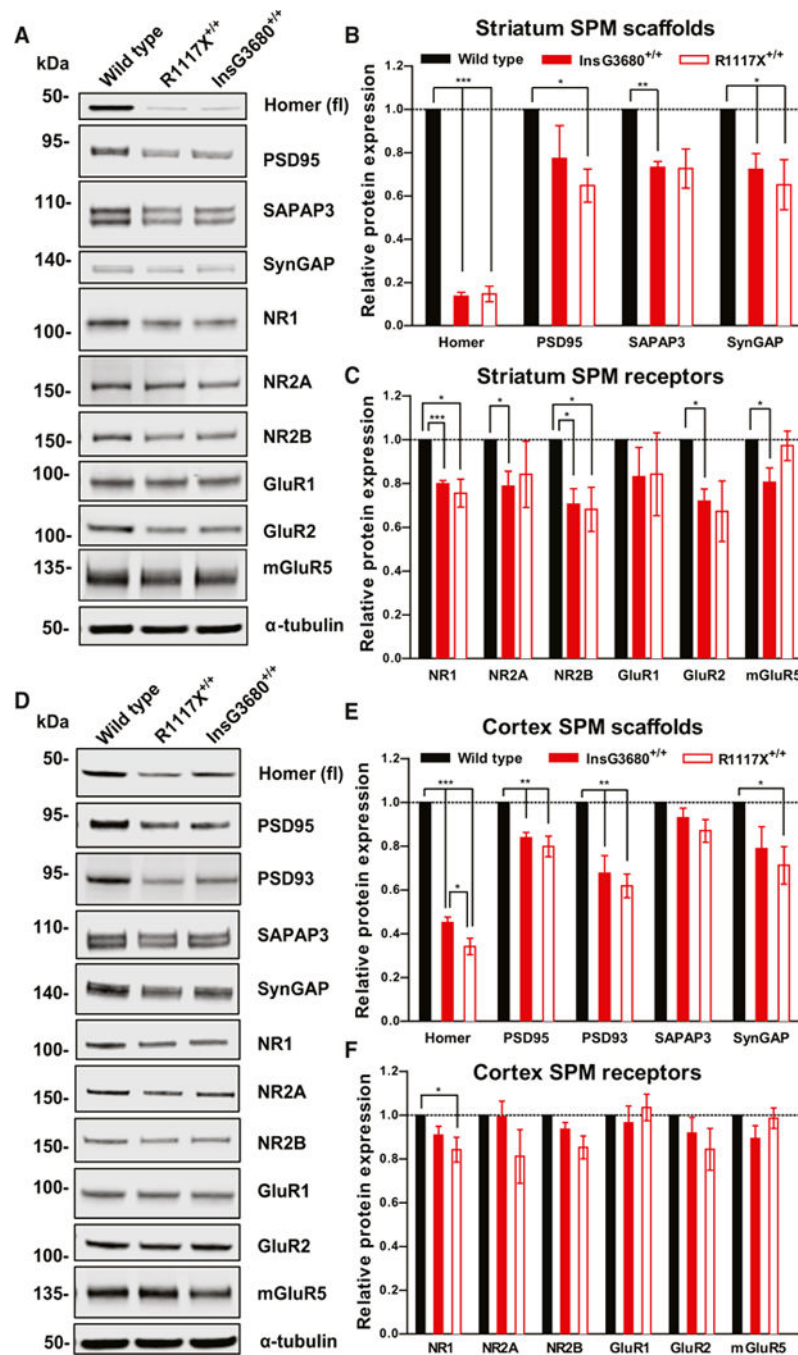 A
kDa
Wild type
R1117X+/+
InsG3680+/+
50-
Homer (fl)
95-
PSD95
110-
SAPAP3
140-
SynGAP
NR1
100-
NR2A
150-
NR2B
150-
100-
GluR1
GluR2
100-
135-
mGluR5
50-
α-tubulin
B
Striatum SPM scaffolds
Wild type InsG3680+/+ R1117X+/+
Relative protein expression
1.2
1.0
0.8
0.6
0.4
0.2
0.0
*** * ** *
Homer PSD95 SAPAP3 SynGAP
C
Striatum SPM receptors
Relative protein expression
1.2
1.0
0.8
0.6
0.4
0.2
0.0
* *** * * * * *
NR1 NR2A NR2B GluR1 GluR2 mGluR5
D
kDa
Wild type
R1117X+/+
InsG3680+/+
50-
Homer (fl)
95-
PSD95
95-
PSD93
110-
SAPAP3
140-
SynGAP
NR1
100-
NR2A
150-
150-
NR2B
100-
GluR1
GluR2
100-
135-
mGluR5
50-
α-tubulin
E
Cortex SPM scaffolds
Wild type InsG3680+/+ R1117X+/+
Relative protein expression
1.2
1.0
0.8
0.6
0.4
0.2
0.0
*** * ** ** *
Homer PSD95 PSD93 SAPAP3 SynGAP
F
Cortex SPM receptors
Relative protein expression
1.2
1.0
0.8
0.6
0.4
0.2
0.0
*
NR1 NR2A NR2B GluR1 GluR2 mGluR5